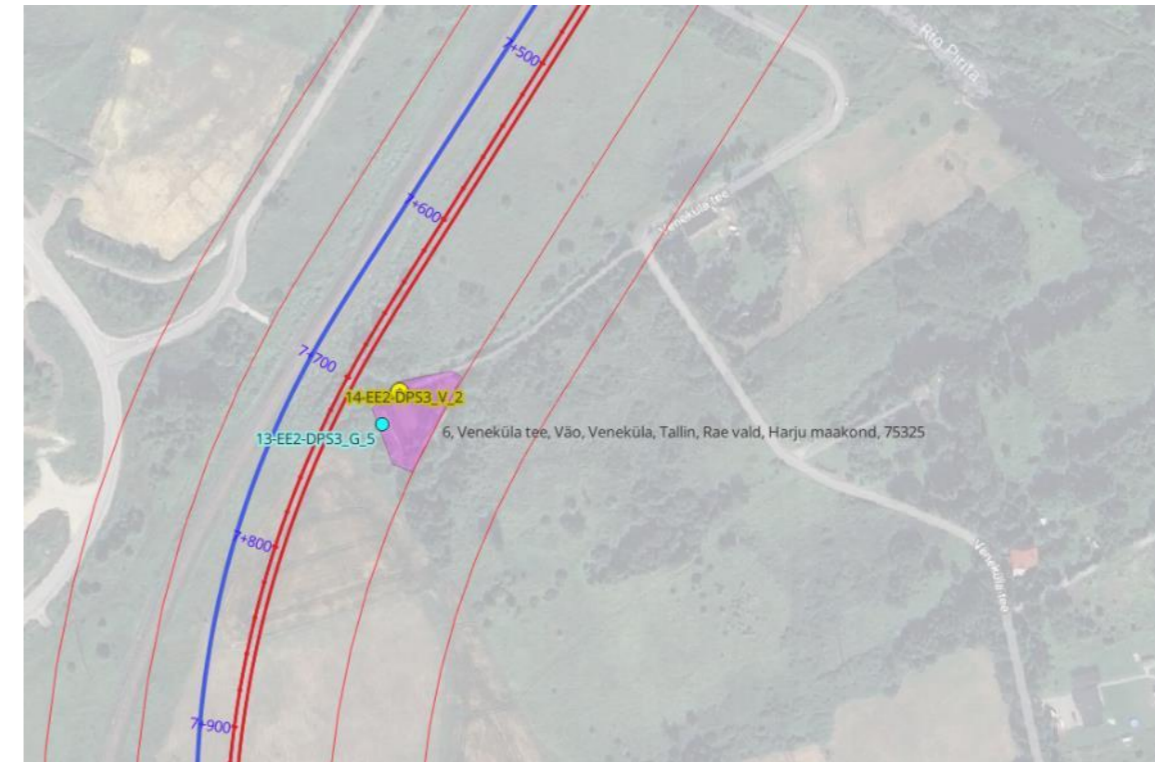 7+500
Rio Pirita
Veneküla tee
7+600
7+700
14-EE2-DPS3_V_2
13-EE2-DPS3_G_5
6, Veneküla tee, Väo, Veneküla, Tallin, Rae vald, Harju maakond, 75325
7+800
Veneküla tee
7+900